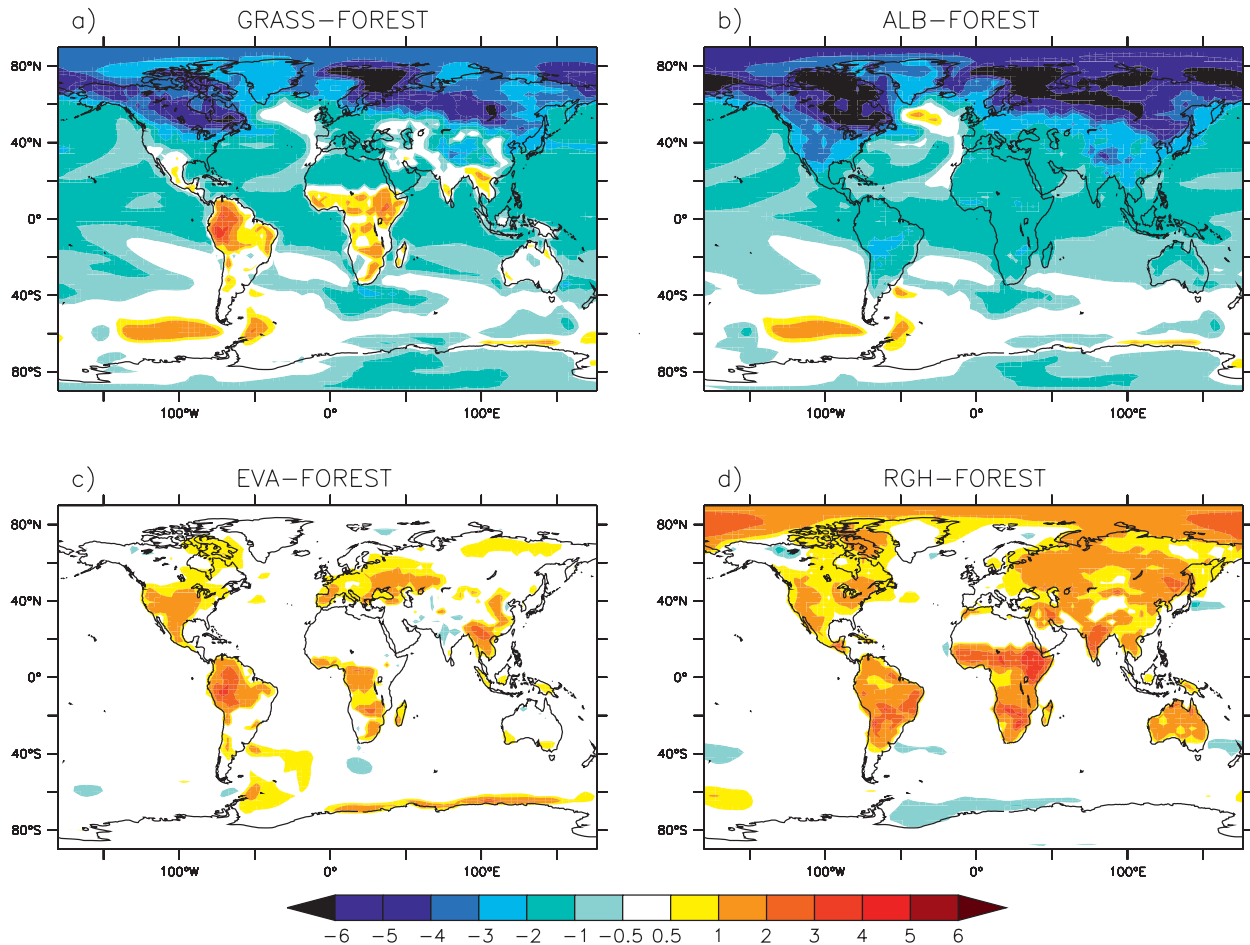 a) GRASS−FOREST
b) ALB−FOREST
80°N
40°N
0°
40°S
80°S
100°W 0° 100°E
80°N
40°N
0°
40°S
80°S
100°W 0° 100°E
c) EVA−FOREST
d) RGH−FOREST
80°N
40°N
0°
40°S
80°S
100°W 0° 100°E
80°N
40°N
0°
40°S
80°S
100°W 0° 100°E
−6 −5 −4 −3 −2 −1 −0.5 0.5 1 2 3 4 5 6